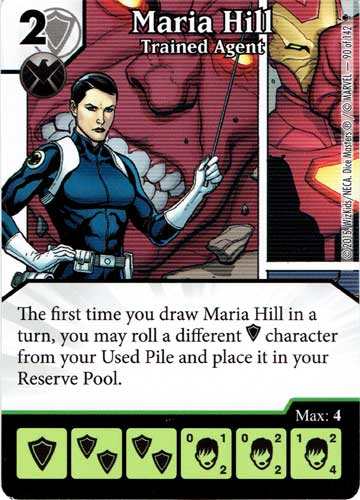 2
Maria Hill
Trained Agent
©2015 WizKids/NECA. Dice Masters ® / © MARVEL — 90 of 142
The first time you draw Maria Hill in a
turn, you may roll a different character
from your Used Pile and place it in your
Reserve Pool.
Max: 4
0 1 2
0 2 2
1 2 4